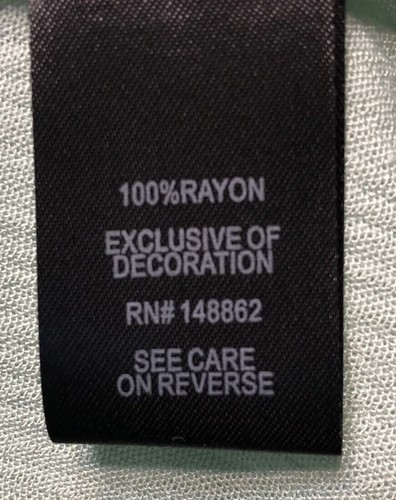 100%RAYON
EXCLUSIVE OF
DECORATION
RN# 148862
SEE CARE
ON REVERSE